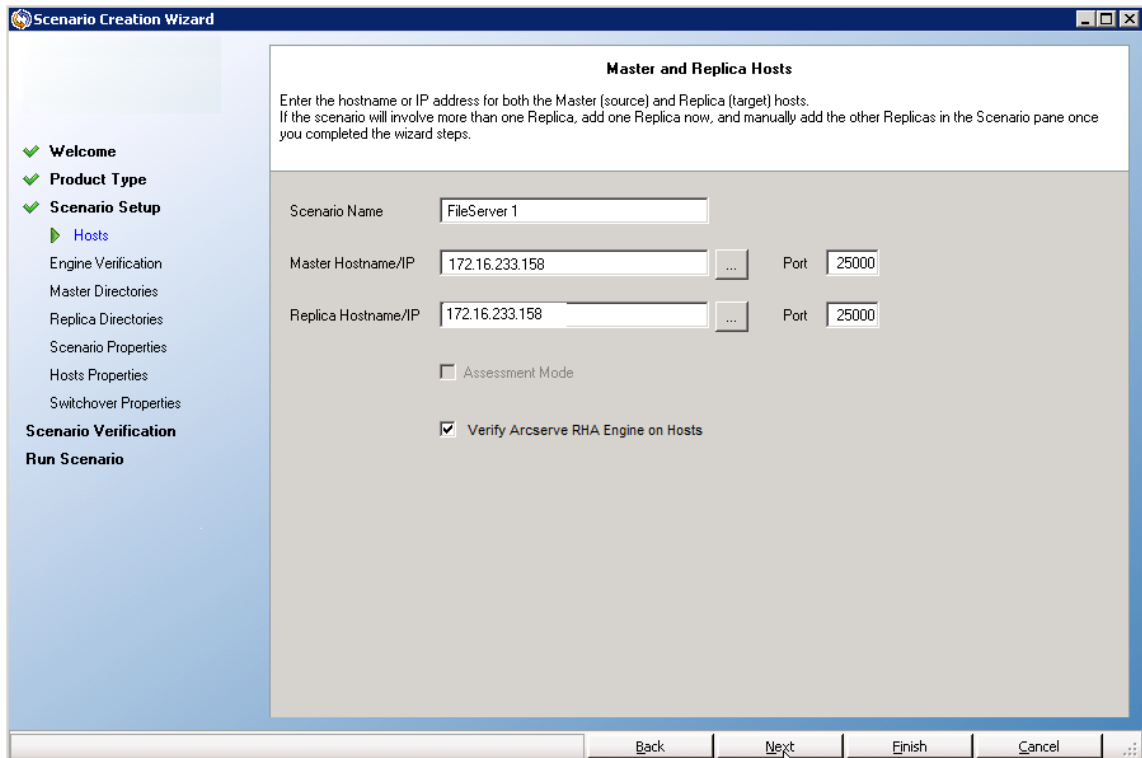 Scenario Creation Wizard
Welcome
Product Type
Scenario Setup
Hosts
Engine Verification
Master Directories
Replica Directories
Scenario Properties
Hosts Properties
Switchover Properties
Scenario Verification
Run Scenario
Master and Replica Hosts
Enter the hostname or IP address for both the Master (source) and Replica (target) hosts.
If the scenario will involve more than one Replica, add one Replica now, and manually add the other Replicas in the Scenario pane once
you completed the wizard steps.
Scenario Name FileServer 1
Master Hostname/IP 172.16.233.158 ... Port 25000
Replica Hostname/IP 172.16.233.158 ... Port 25000
Assessment Mode
Verify Arcserve RHA Engine on Hosts
Back Next Finish Cancel